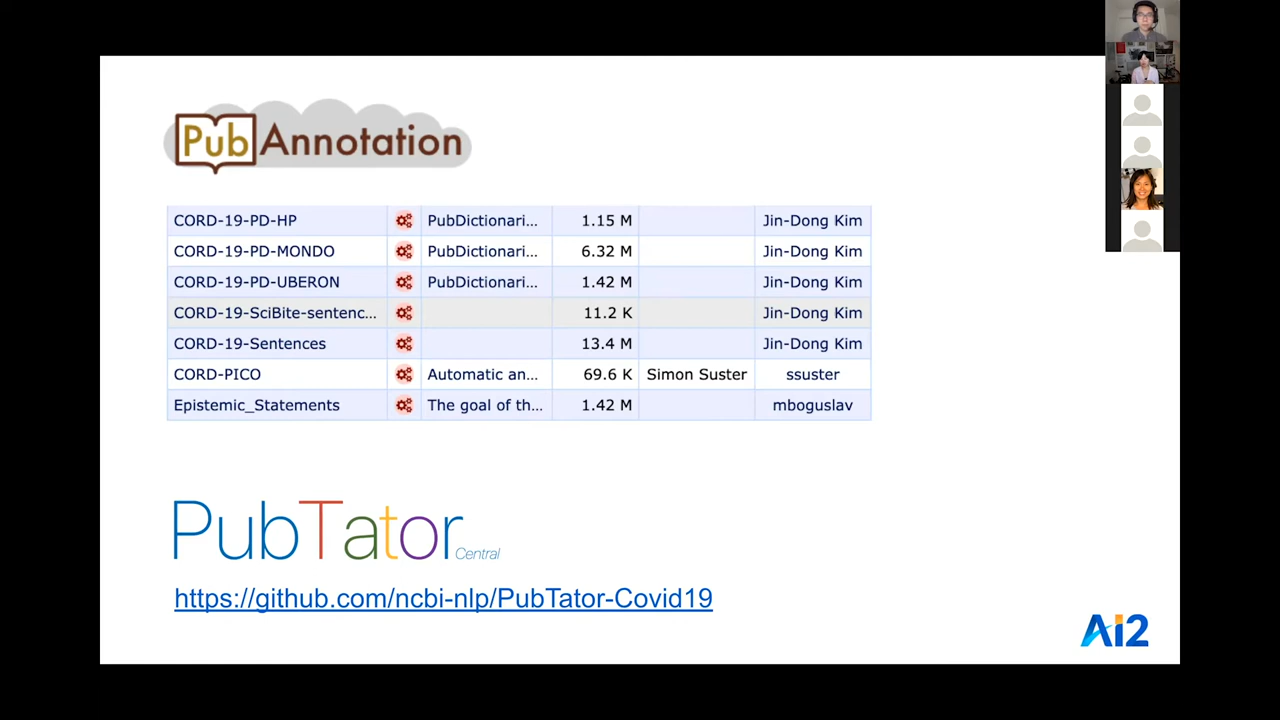 PubAnnotation
CORD-19-PD-HP PubDictionari... 1.15 M Jin-Dong Kim
CORD-19-PD-MONDO PubDictionari... 6.32 M Jin-Dong Kim
CORD-19-PD-UBERON PubDictionari... 1.42 M Jin-Dong Kim
CORD-19-SciBite-sentenc... 11.2 K Jin-Dong Kim
CORD-19-Sentences 13.4 M Jin-Dong Kim
CORD-PICO Automatic an... 69.6 K Simon Suster ssuster
Epistemic_Statements The goal of th... 1.42 M mboguslav
PubTator Central
https://github.com/ncbi-nlp/PubTator-Covid19
Ai2